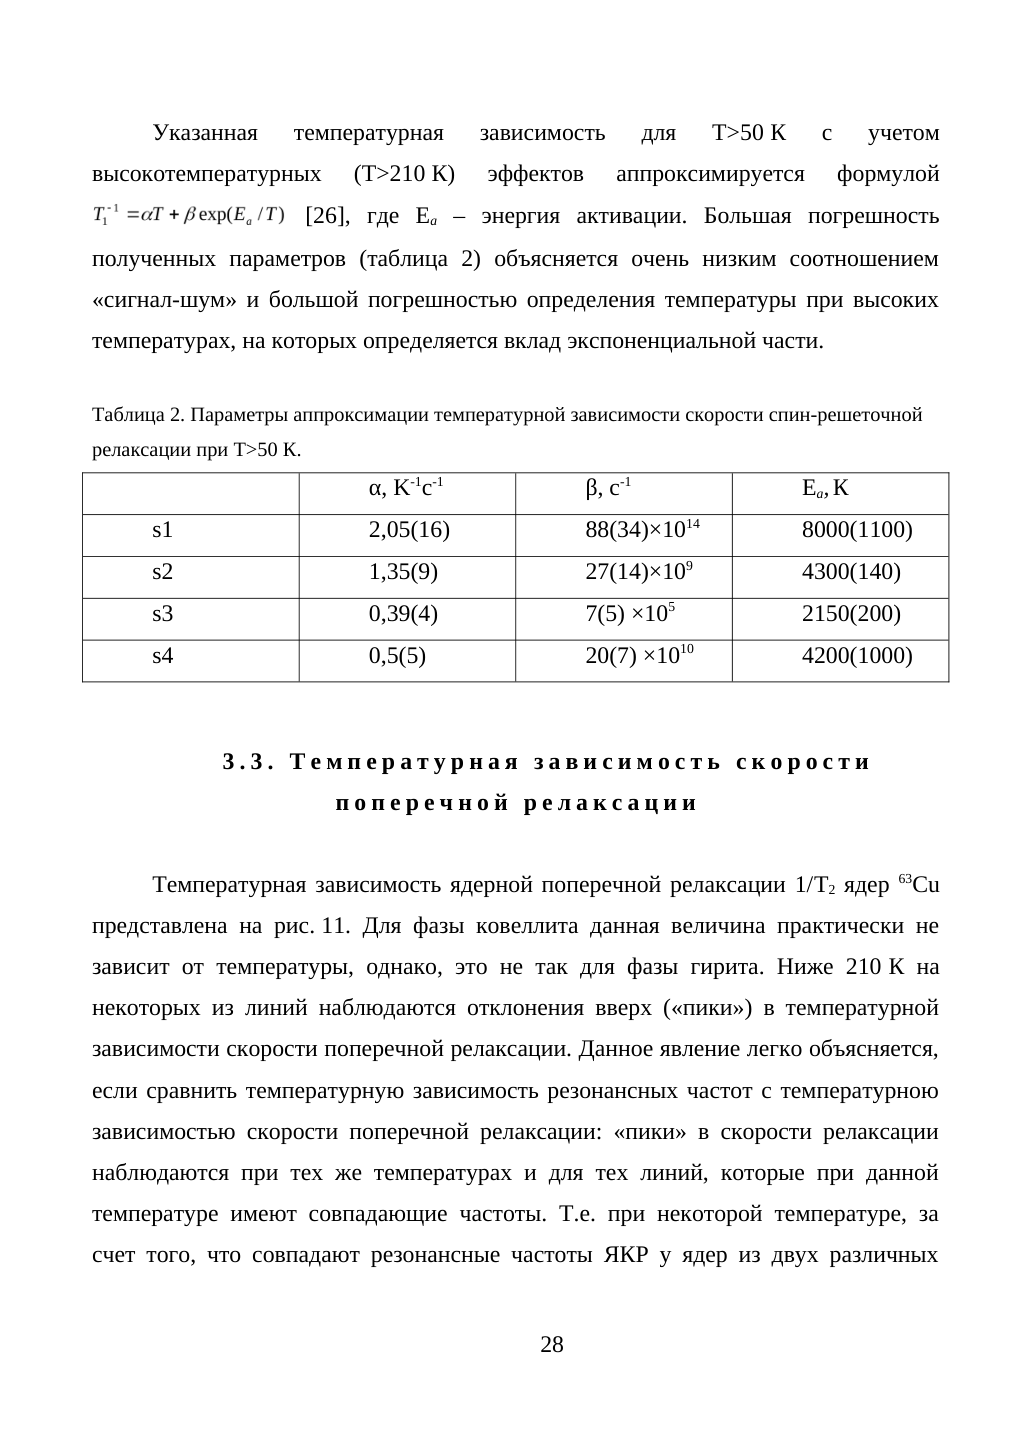 Указанная температурная зависимость для T>50 К с учетом
высокотемпературных (T>210 К) эффектов аппроксимируется формулой
T₁⁻¹ =αT + β exp(Eₐ / T) [26], где Eₐ – энергия активации. Большая погрешность
полученных параметров (таблица 2) объясняется очень низким соотношением
«сигнал-шум» и большой погрешностью определения температуры при высоких
температурах, на которых определяется вклад экспоненциальной части.
Таблица 2. Параметры аппроксимации температурной зависимости скорости спин-решеточной
релаксации при T>50 К.
α, K⁻¹с⁻¹ β, с⁻¹ Eₐ, К
s1 2,05(16) 88(34)×10¹⁴ 8000(1100)
s2 1,35(9) 27(14)×10⁹ 4300(140)
s3 0,39(4) 7(5) ×10⁵ 2150(200)
s4 0,5(5) 20(7) ×10¹⁰ 4200(1000)
3.3. Температурная зависимость скорости
поперечной релаксации
Температурная зависимость ядерной поперечной релаксации 1/T₂ ядер ⁶³Cu
представлена на рис. 11. Для фазы ковеллита данная величина практически не
зависит от температуры, однако, это не так для фазы гирита. Ниже 210 К на
некоторых из линий наблюдаются отклонения вверх («пики») в температурной
зависимости скорости поперечной релаксации. Данное явление легко объясняется,
если сравнить температурную зависимость резонансных частот с температурною
зависимостью скорости поперечной релаксации: «пики» в скорости релаксации
наблюдаются при тех же температурах и для тех линий, которые при данной
температуре имеют совпадающие частоты. Т.е. при некоторой температуре, за
счет того, что совпадают резонансные частоты ЯКР у ядер из двух различных
28